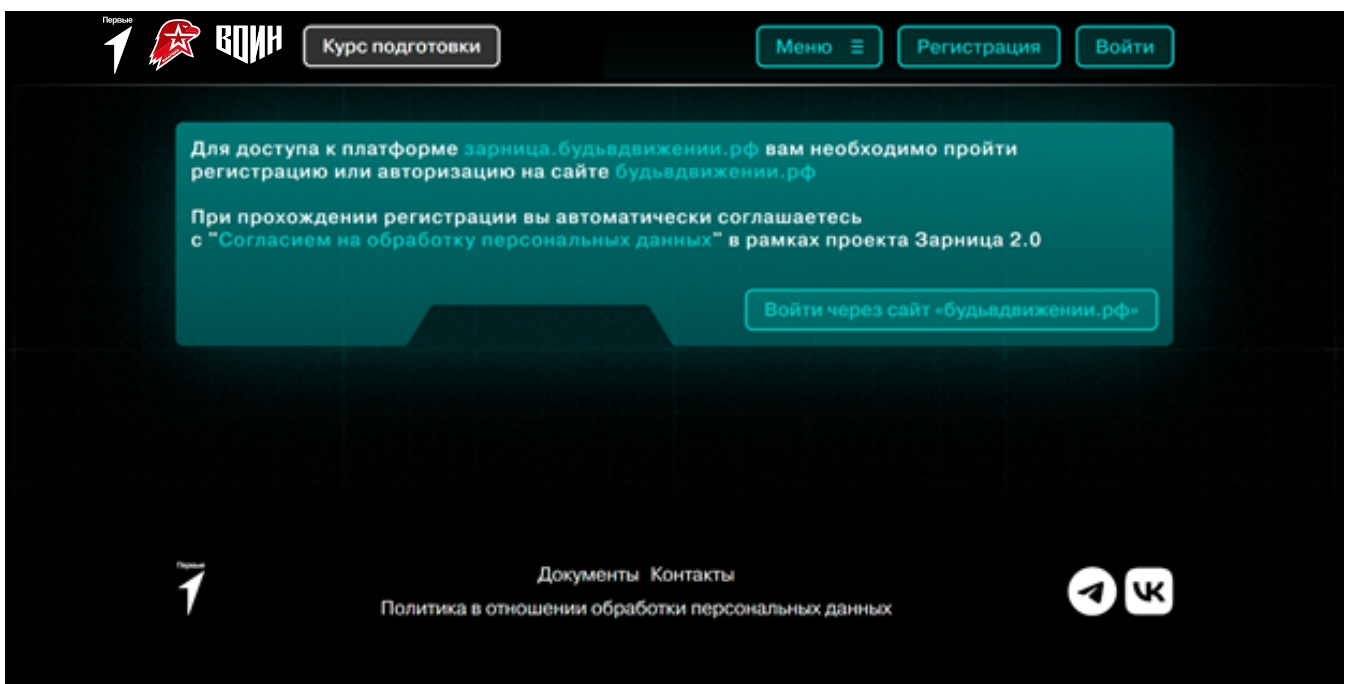 Первые
ВОИН
Курс подготовки
Меню
Регистрация
Войти
Для доступа к платформе зарница.будьвдвижении.рф вам необходимо пройти
регистрацию или авторизацию на сайте будьвдвижении.рф
При прохождении регистрации вы автоматически соглашаетесь
с "Согласием на обработку персональных данных" в рамках проекта Зарница 2.0
Войти через сайт «будьвдвижении.рф»
Первые
Документы Контакты
Политика в отношении обработки персональных данных